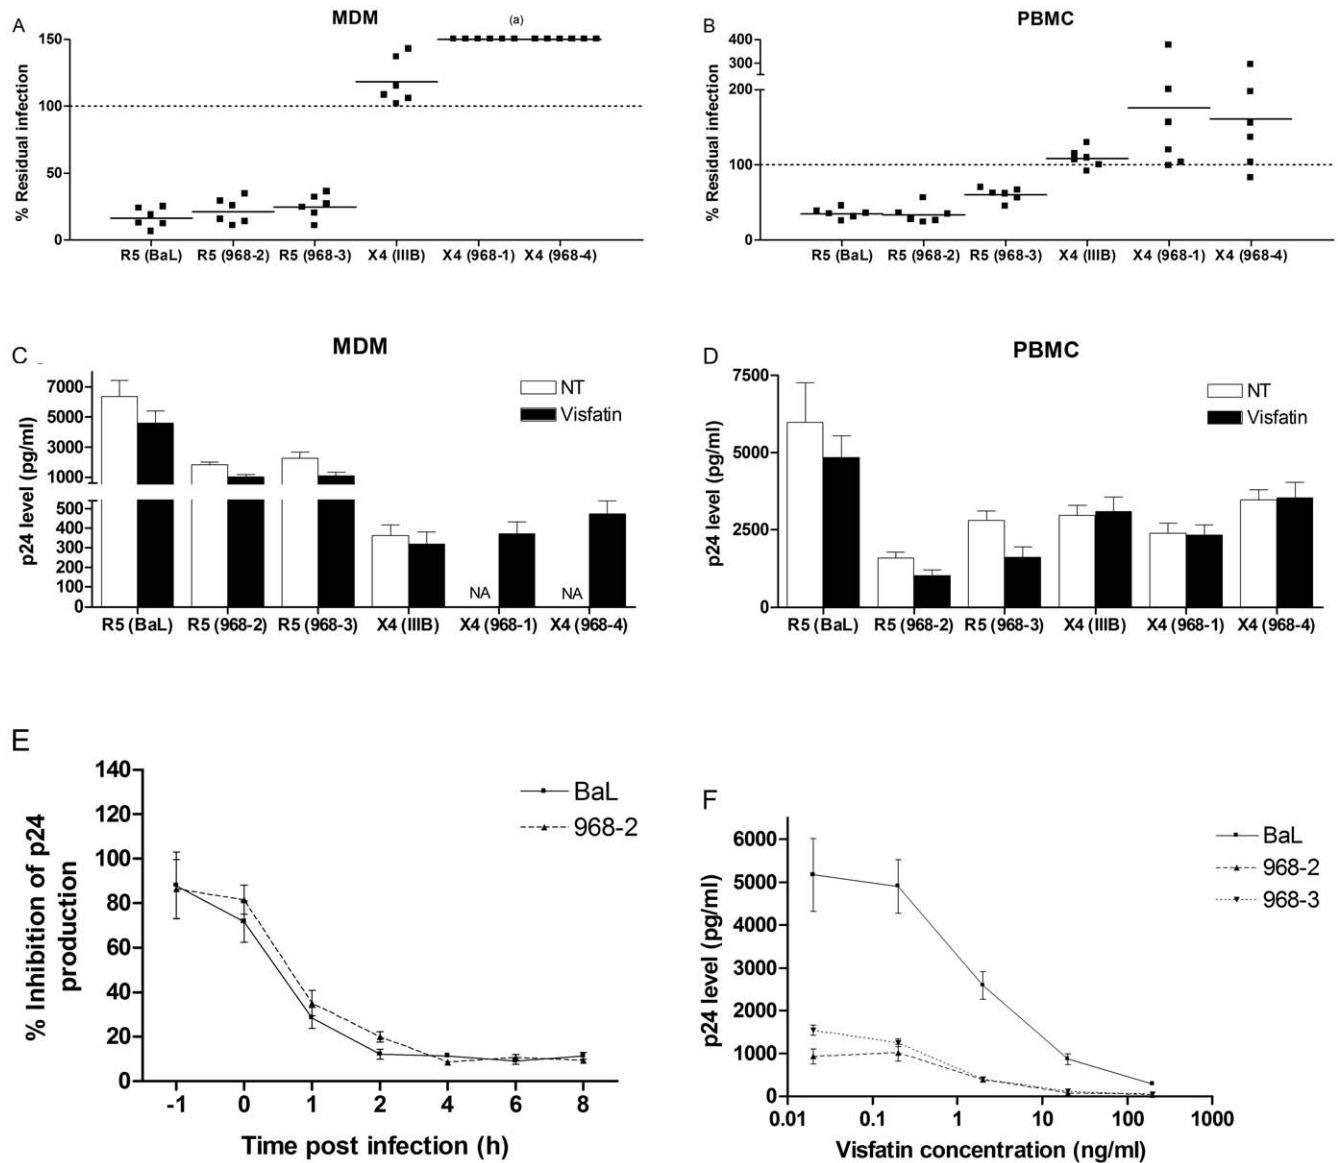 A
MDM
(a)
% Residual infection
150
100
50
0
R5 (BaL) R5 (968-2) R5 (968-3) X4 (IIIB) X4 (968-1) X4 (968-4)
B
PBMC
% Residual infection
400
300
200
100
0
R5 (BaL) R5 (968-2) R5 (968-3) X4 (IIIB) X4 (968-1) X4 (968-4)
C
MDM
NT
Visfatin
p24 level (pg/ml)
7000
5000
3000
1000
500
400
300
200
100
0
NA NA
R5 (BaL) R5 (968-2) R5 (968-3) X4 (IIIB) X4 (968-1) X4 (968-4)
D
PBMC
NT
Visfatin
p24 level (pg/ml)
7500
5000
2500
0
R5 (BaL) R5 (968-2) R5 (968-3) X4 (IIIB) X4 (968-1) X4 (968-4)
E
BaL
968-2
% Inhibition of p24
production
140
120
100
80
60
40
20
0
-1 0 1 2 4 6 8
Time post infection (h)
F
BaL
968-2
968-3
p24 level (pg/ml)
6000
5000
4000
3000
2000
1000
0
0.01 0.1 1 10 100 1000
Visfatin concentration (ng/ml)